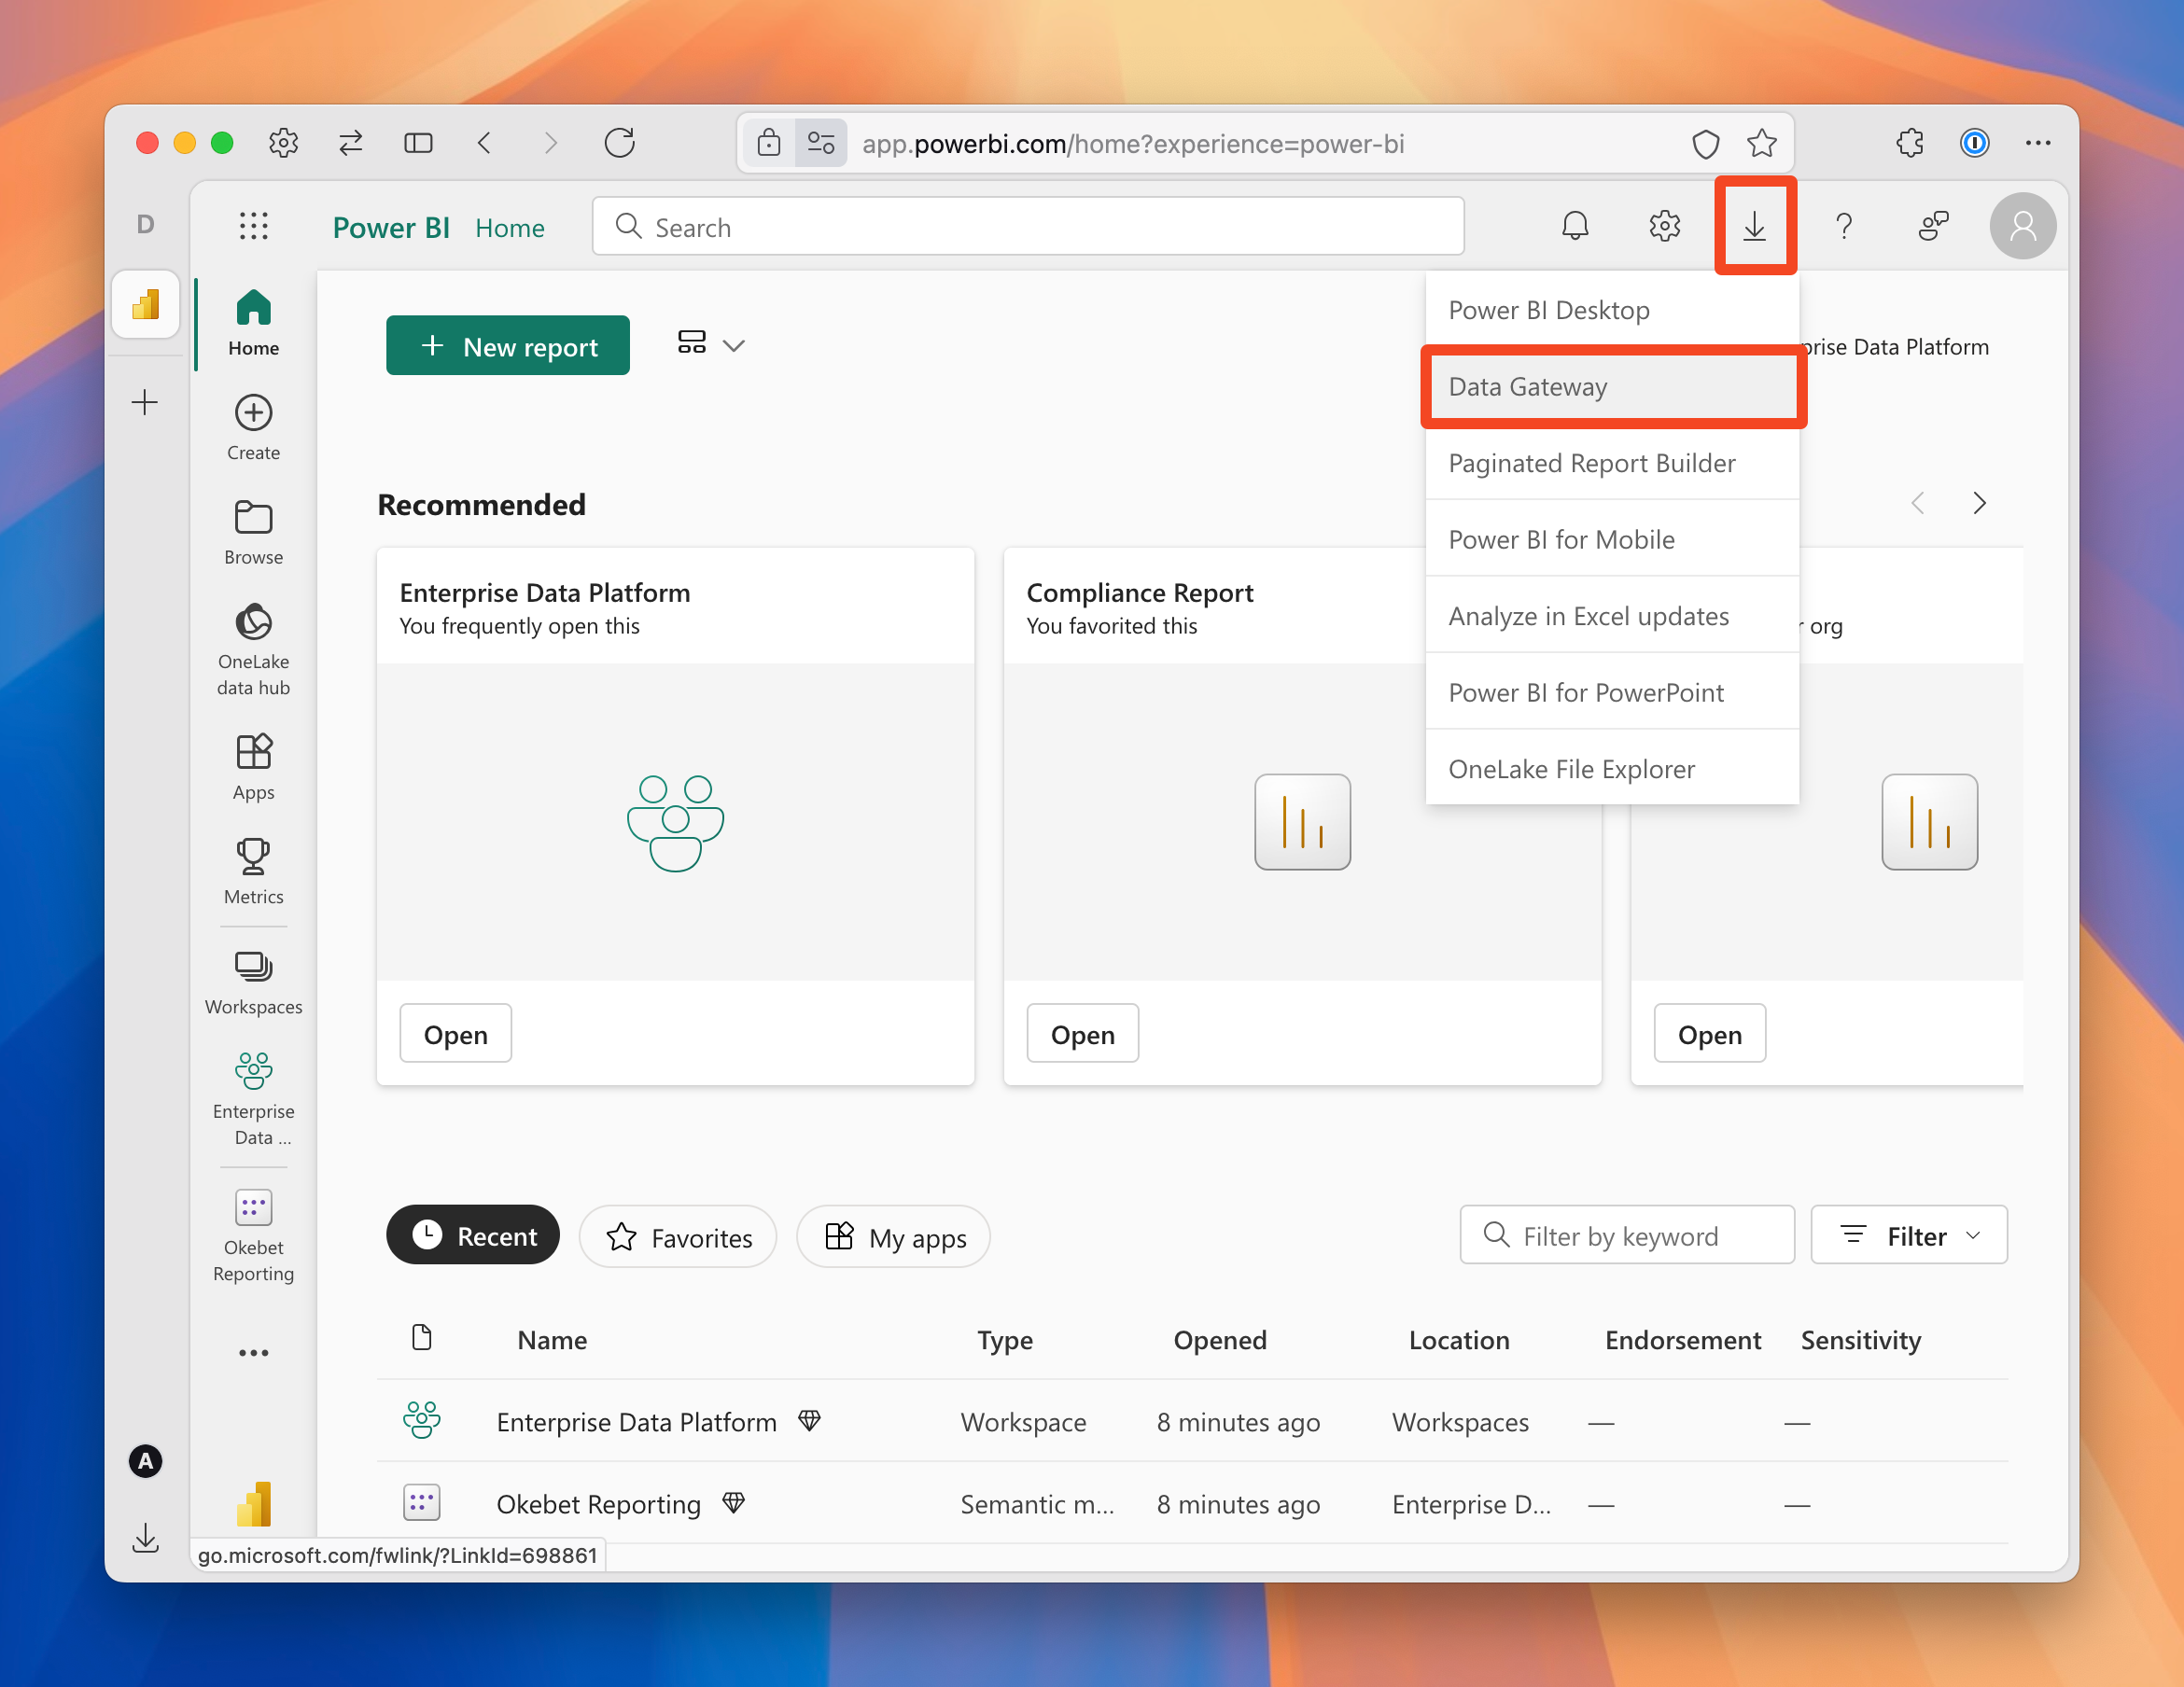 app.powerbi.com/home?experience=power-bi
D
Power BI Home
Search
Home
Create
Browse
OneLake
data hub
Apps
Metrics
Workspaces
Enterprise
Data ...
Okebet
Reporting
A
New report
Power BI Desktop
Data Gateway
Paginated Report Builder
Power BI for Mobile
Analyze in Excel updates
Power BI for PowerPoint
OneLake File Explorer
Data Platform
Recommended
Enterprise Data Platform
You frequently open this
Open
Compliance Report
You favorited this
Open
org
Open
Recent
Favorites
My apps
Filter by keyword
Filter
Name Type Opened Location Endorsement Sensitivity
Enterprise Data Platform Workspace 8 minutes ago Workspaces — —
Okebet Reporting Semantic m... 8 minutes ago Enterprise D... — —
go.microsoft.com/fwlink/?LinkId=698861